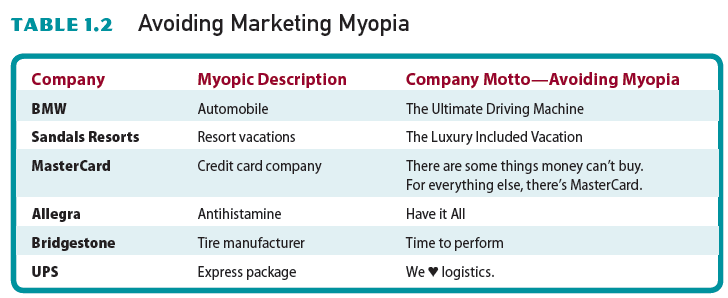 TABLE 1.2 Avoiding Marketing Myopia
Company Myopic Description Company Motto—Avoiding Myopia
BMW Automobile The Ultimate Driving Machine
Sandals Resorts Resort vacations The Luxury Included Vacation
MasterCard Credit card company There are some things money can’t buy.
For everything else, there’s MasterCard.
Allegra Antihistamine Have it All
Bridgestone Tire manufacturer Time to perform
UPS Express package We ♥ logistics.